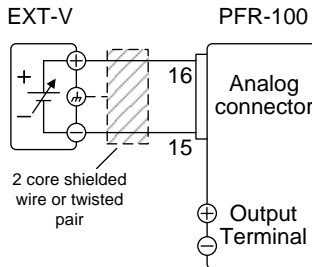 EXT-V
PFR-100
16
Analog
connector
15
2 core shielded
wire or twisted
pair
Output
Terminal